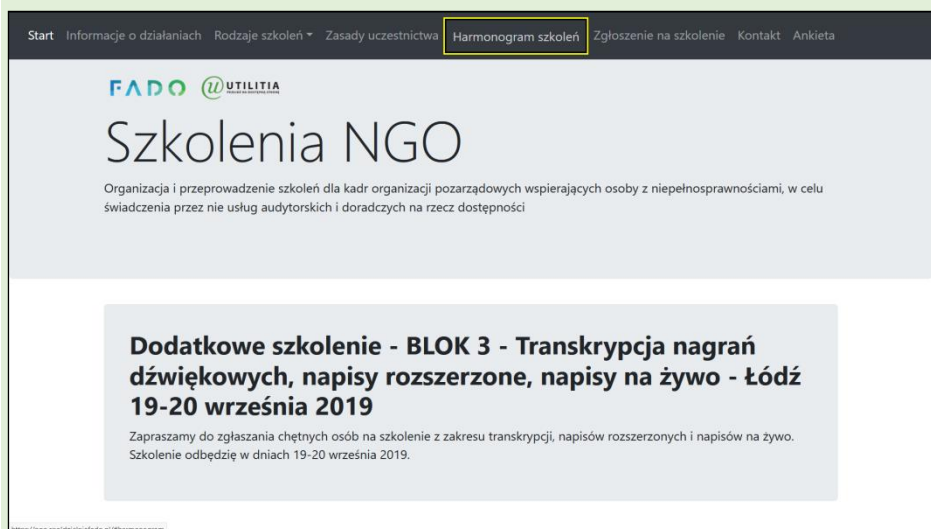 Start Informacje o działaniach Rodzaje szkoleń Zasady uczestnictwa Harmonogram szkoleń Zgłoszenie na szkolenie Kontakt Ankieta
FADO UTILITIA
Szkolenia NGO
Organizacja i przeprowadzenie szkoleń dla kadr organizacji pozarządowych wspierających osoby z niepełnosprawnościami, w celu
świadczenia przez nie usług audytorskich i doradczych na rzecz dostępności
Dodatkowe szkolenie - BLOK 3 - Transkrypcja nagrań
dźwiękowych, napisy rozszerzone, napisy na żywo - Łódź
19-20 września 2019
Zapraszamy do zgłaszania chętnych osób na szkolenie z zakresu transkrypcji, napisów rozszerzonych i napisów na żywo.
Szkolenie odbędzię w dniach 19-20 września 2019.